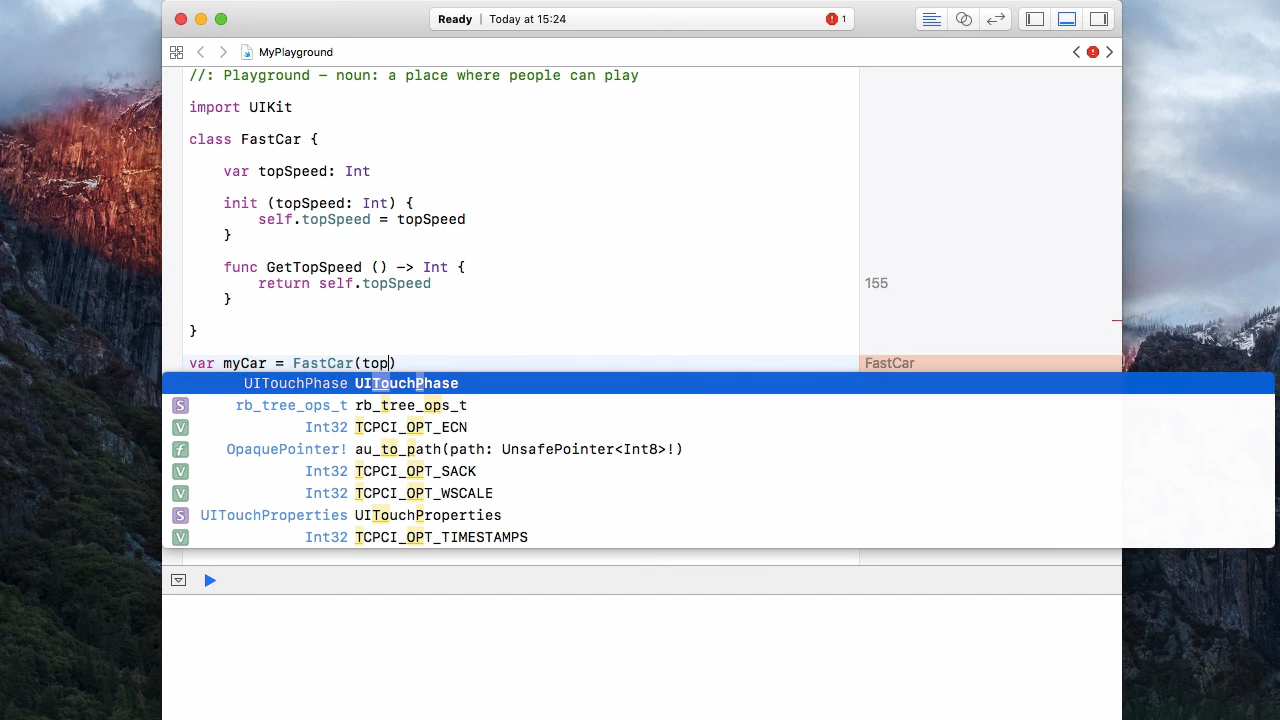 Ready | Today at 15:24
1
MyPlayground
//: Playground – noun: a place where people can play
import UIKit
class FastCar {
var topSpeed: Int
init (topSpeed: Int) {
self.topSpeed = topSpeed
}
func GetTopSpeed () -> Int {
return self.topSpeed
155
}
}
var myCar = FastCar(top)
FastCar
UITouchPhase UITouchPhase
S rb_tree_ops_t rb_tree_ops_t
V Int32 TCPCI_OPT_ECN
f OpaquePointer! au_to_path(path: UnsafePointer<Int8>!)
V Int32 TCPCI_OPT_SACK
V Int32 TCPCI_OPT_WSCALE
S UITouchProperties UITouchProperties
V Int32 TCPCI_OPT_TIMESTAMPS